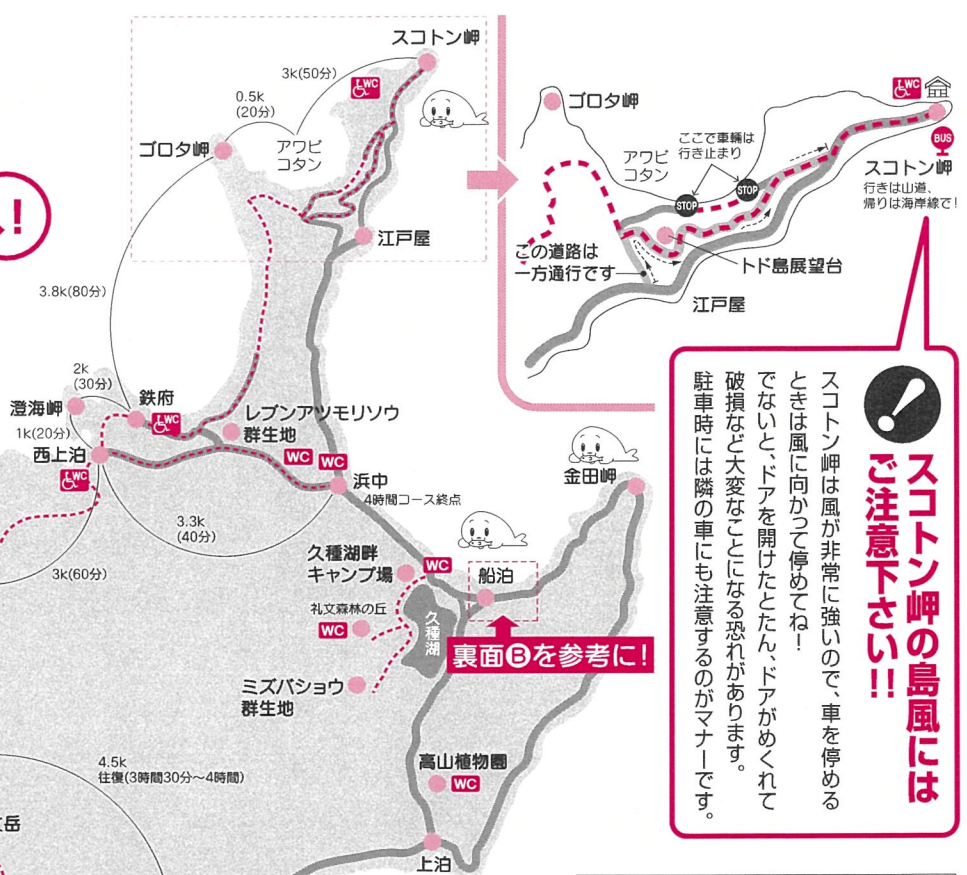 スコトン岬
3k(50分)
WC
0.5k
(20分)
アワビ
コタン
ゴロタ岬
江戸屋
3.8k(80分)
2k
(30分)
澄海岬
鉄府
WC
1k(20分)
西上泊
WC
レブンアツモリソウ
群生地
WC
WC
浜中
4時間コース終点
3.3k
(40分)
3k(60分)
久種湖畔
キャンプ場
WC
船泊
金田岬
礼文森林の丘
WC
久種湖
裏面Bを参考に!
ミズバショウ
群生地
4.5k
往復(3時間30分〜4時間)
岳
高山植物園
WC
上泊
!
ゴロタ岬
アワビ
コタン
ここで車輛は
行き止まり
STOP
STOP
WC
BUS
スコトン岬
行きは山道、
帰りは海岸線で!
この道路は
一方通行です
トド島展望台
江戸屋
スコトン岬の島風には
ご注意下さい!!
スコトン岬は風が非常に強いので、車を停める
ときは風に向かって停めてね!
でないと、ドアを開けたとたん、ドアがめくれて
破損など大変なことになる恐れがあります。
駐車時には隣の車にも注意するのがマナーです。